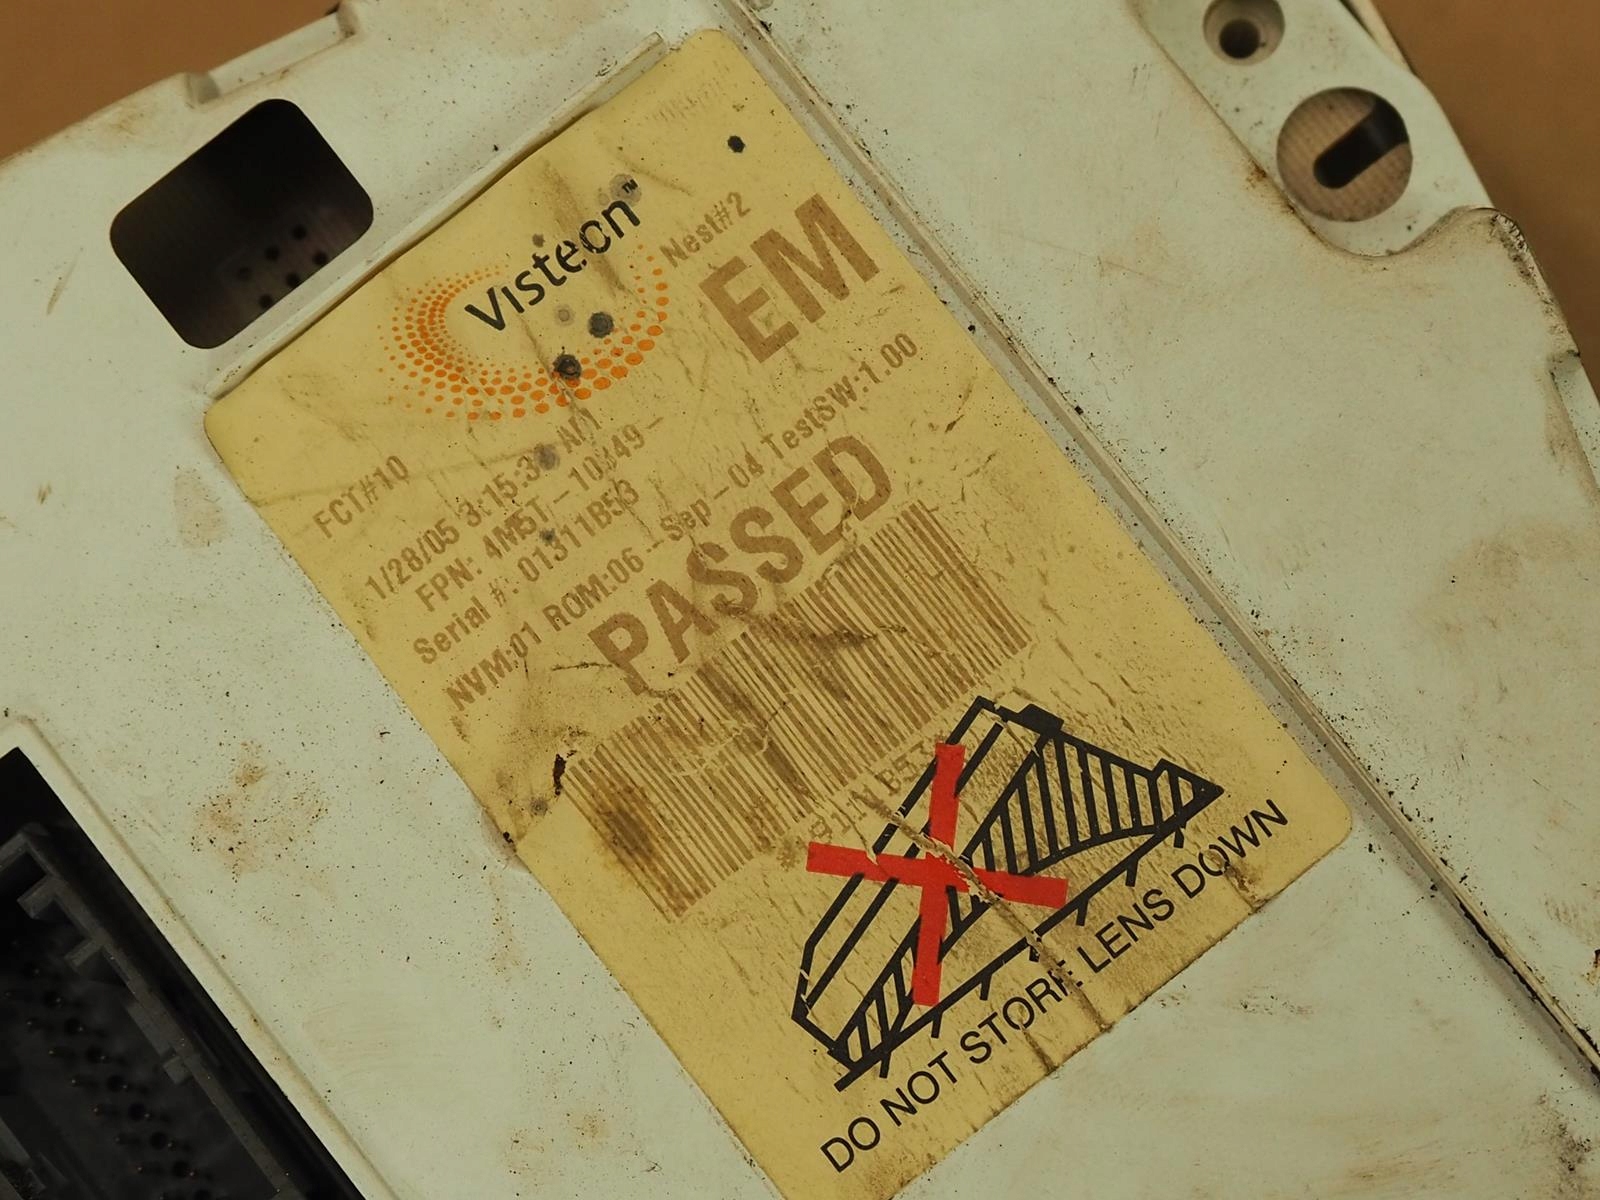 Visteon™
Nest#2
EM
FCT#10
1/28/05
FPN: 4M5T-10849-
Serial #: 01311B53
NVM:01 ROM:06-Sep-04 TestSW:1.00
PASSED
DO NOT STORE LENS DOWN